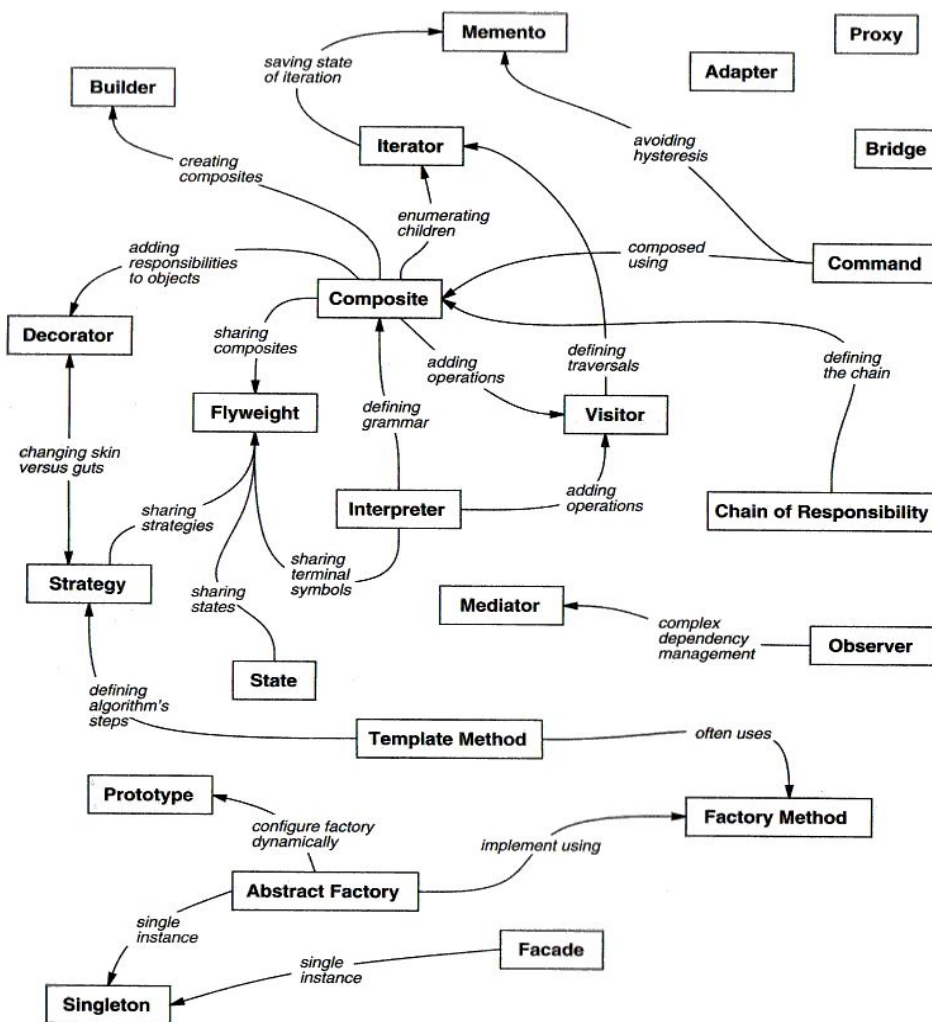 Memento
Proxy
saving state
of iteration
Adapter
Builder
avoiding
hysteresis
Iterator
Bridge
creating
composites
enumerating
children
adding
responsibilities
to objects
composed
using
Command
Composite
Decorator
sharing
composites
adding
operations
defining
traversals
defining
the chain
Flyweight
defining
grammar
Visitor
changing skin
versus guts
sharing
strategies
Interpreter
adding
operations
Chain of Responsibility
Strategy
sharing
terminal
symbols
sharing
states
Mediator
complex
dependency
management
Observer
State
defining
algorithm's
steps
Template Method
often uses
Prototype
Factory Method
configure factory
dynamically
implement using
Abstract Factory
single
instance
Facade
single
instance
Singleton